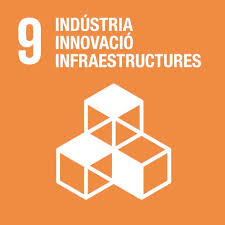 9 INDÚSTRIA
INNOVACIÓ
INFRAESTRUCTURES